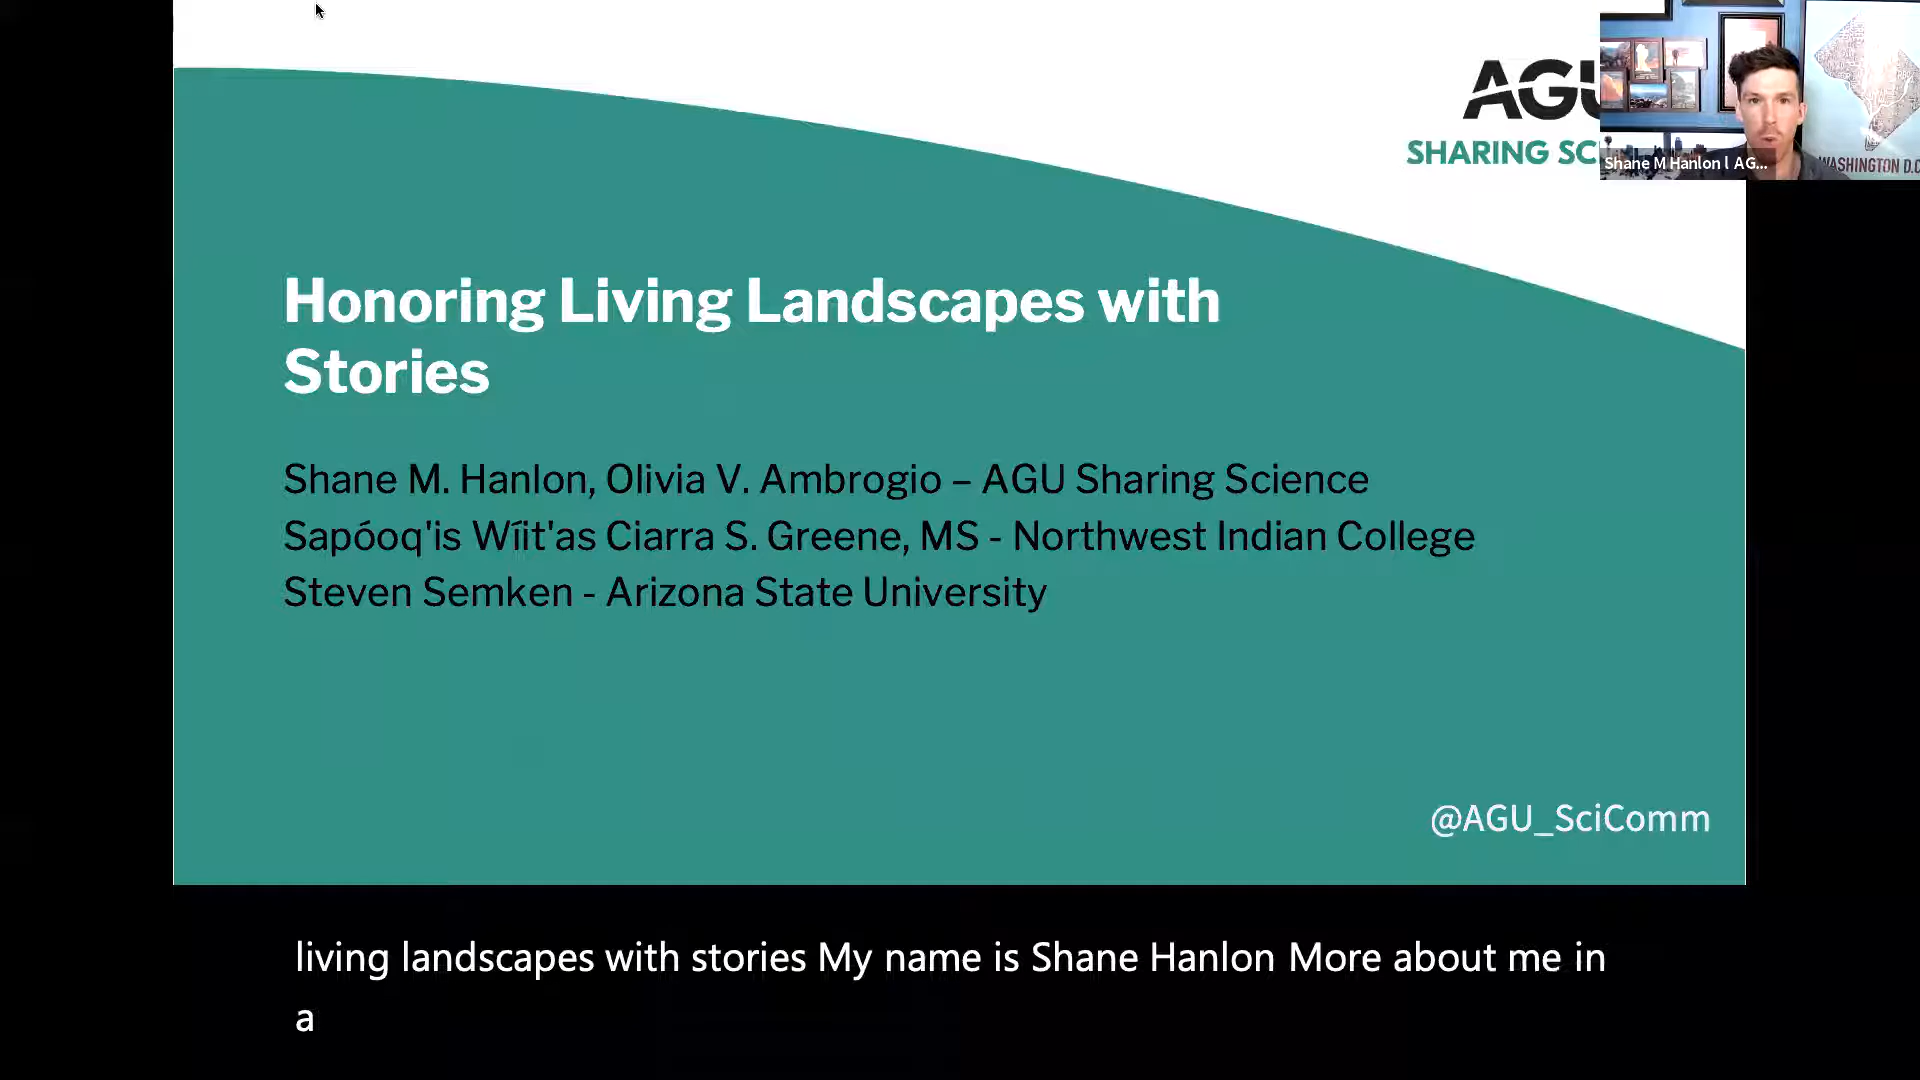 AGU
SHARING SC
Shane M Hanlon l AG...
WASHINGTON D.C
Honoring Living Landscapes with
Stories
Shane M. Hanlon, Olivia V. Ambrogio – AGU Sharing Science
Sapóoq'is Wíit'as Ciarra S. Greene, MS - Northwest Indian College
Steven Semken - Arizona State University
@AGU_SciComm
living landscapes with stories My name is Shane Hanlon More about me in
a